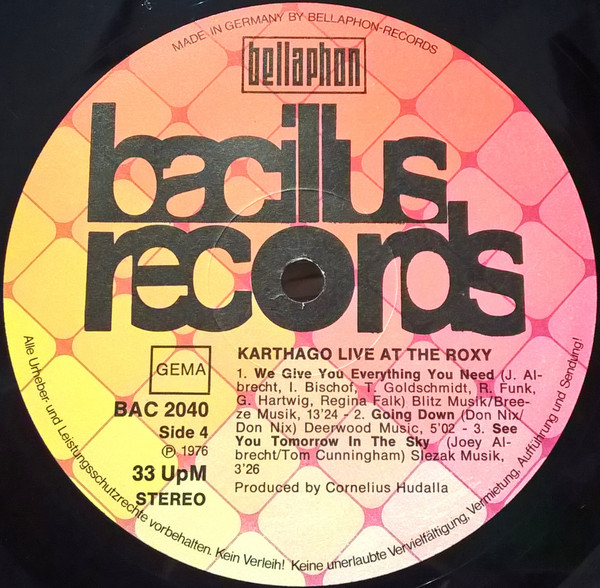 MADE IN GERMANY BY BELLAPHON-RECORDS
bellaphon
bacillus
records
GEMA
BAC 2040
Side 4
Ⓟ 1976
33 UpM
STEREO
KARTHAGO LIVE AT THE ROXY
1. We Give You Everything You Need (J. Al-
brecht, I. Bischof, T. Goldschmidt, R. Funk,
G. Hartwig, Regina Falk) Blitz Musik/Bree-
ze Musik, 13'24 - 2. Going Down (Don Nix/
Don Nix) Deerwood Music, 5'02 - 3. See
You Tomorrow In The Sky (Joey Al-
brecht/Tom Cunningham) Slezak Musik,
3'26
Produced by Cornelius Hudalla
Alle Urheber- und Leistungsschutzrechte vorbehalten. Kein Verleih! Keine unerlaubte Vervielfältigung, Vermietung, Aufführung und Sendung!